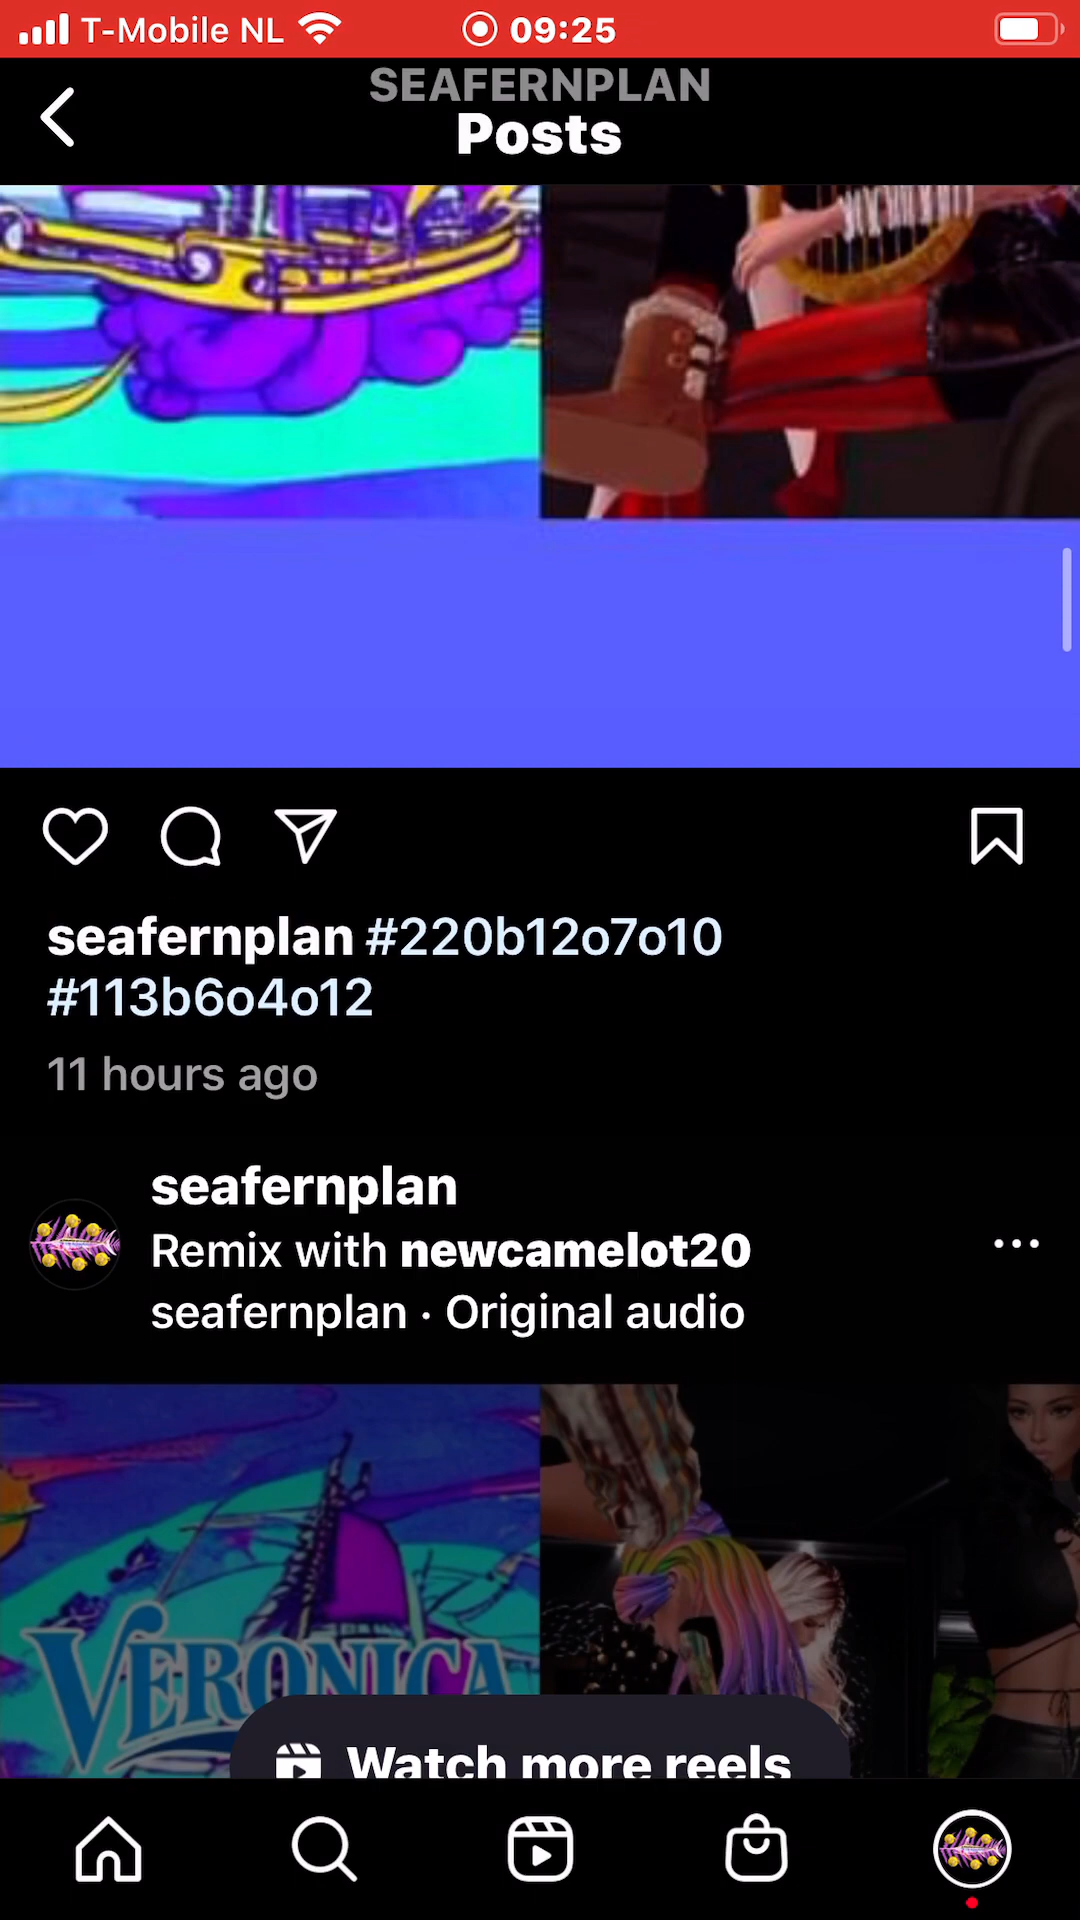 T-Mobile NL 09:25
SEAFERNPLAN
Posts
seafernplan #220b12o7o10
#113b6o4o12
11 hours ago
seafernplan
Remix with newcamelot20
seafernplan · Original audio
VERONICA
Watch more reels